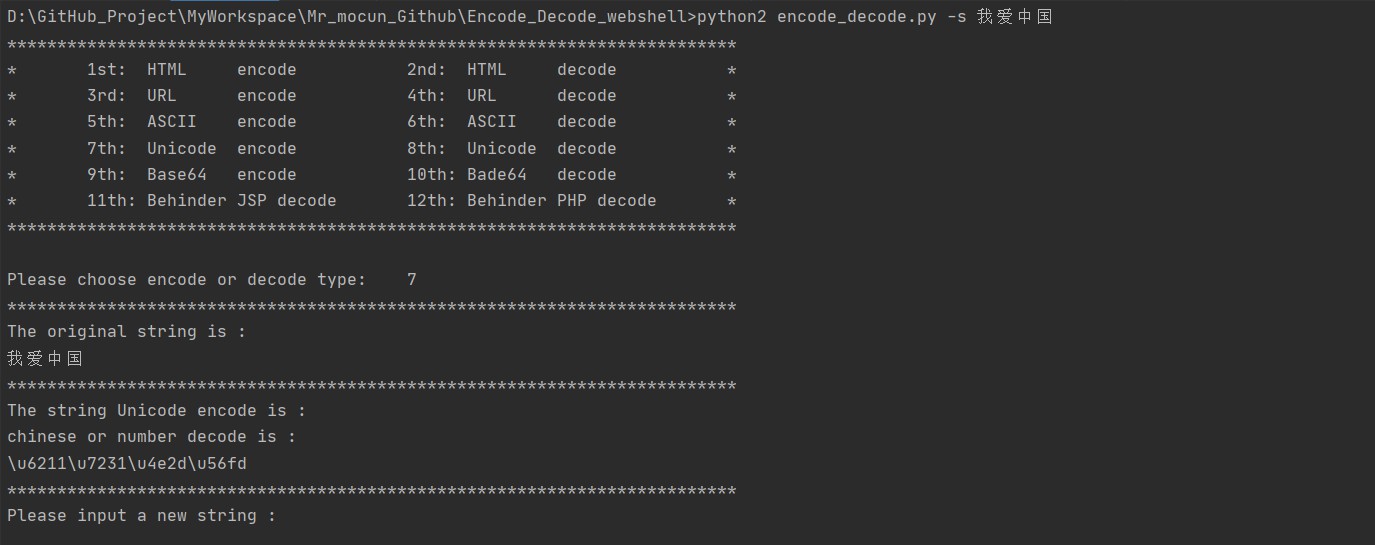 D:\GitHub_Project\MyWorkspace\Mr_mocun_Github\Encode_Decode_webshell>python2 encode_decode.py -s 我爱中国
*************************************************************************
*       1st:  HTML     encode           2nd:  HTML     decode           *
*       3rd:  URL      encode           4th:  URL      decode           *
*       5th:  ASCII    encode           6th:  ASCII    decode           *
*       7th:  Unicode  encode           8th:  Unicode  decode           *
*       9th:  Base64   encode           10th: Bade64   decode           *
*       11th: Behinder JSP decode       12th: Behinder PHP decode       *
*************************************************************************
Please choose encode or decode type:    7
*************************************************************************
The original string is :
我爱中国
*************************************************************************
The string Unicode encode is :
chinese or number decode is :
\u6211\u7231\u4e2d\u56fd
*************************************************************************
Please input a new string :